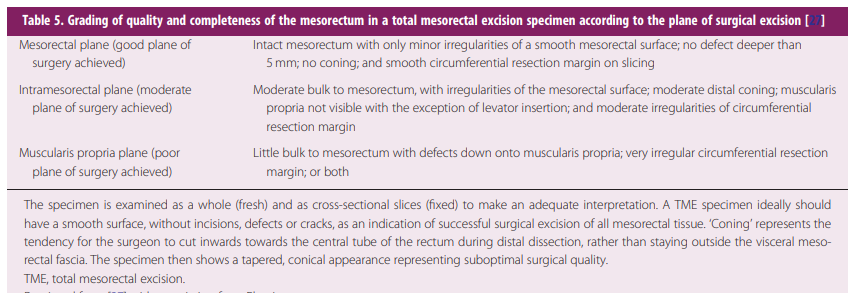 Table 5. Grading of quality and completeness of the mesorectum in a total mesorectal excision specimen according to the plane of surgical excision [27]
Mesorectal plane (good plane of
surgery achieved)
Intact mesorectum with only minor irregularities of a smooth mesorectal surface; no defect deeper than
5 mm; no coning; and smooth circumferential resection margin on slicing
Intramesorectal plane (moderate
plane of surgery achieved)
Moderate bulk to mesorectum, with irregularities of the mesorectal surface; moderate distal coning; muscularis
propria not visible with the exception of levator insertion; and moderate irregularities of circumferential
resection margin
Muscularis propria plane (poor
plane of surgery achieved)
Little bulk to mesorectum with defects down onto muscularis propria; very irregular circumferential resection
margin; or both
The specimen is examined as a whole (fresh) and as cross-sectional slices (fixed) to make an adequate interpretation. A TME specimen ideally should
have a smooth surface, without incisions, defects or cracks, as an indication of successful surgical excision of all mesorectal tissue. ‘Coning’ represents the
tendency for the surgeon to cut inwards towards the central tube of the rectum during distal dissection, rather than staying outside the visceral meso-
rectal fascia. The specimen then shows a tapered, conical appearance representing suboptimal surgical quality.
TME, total mesorectal excision.